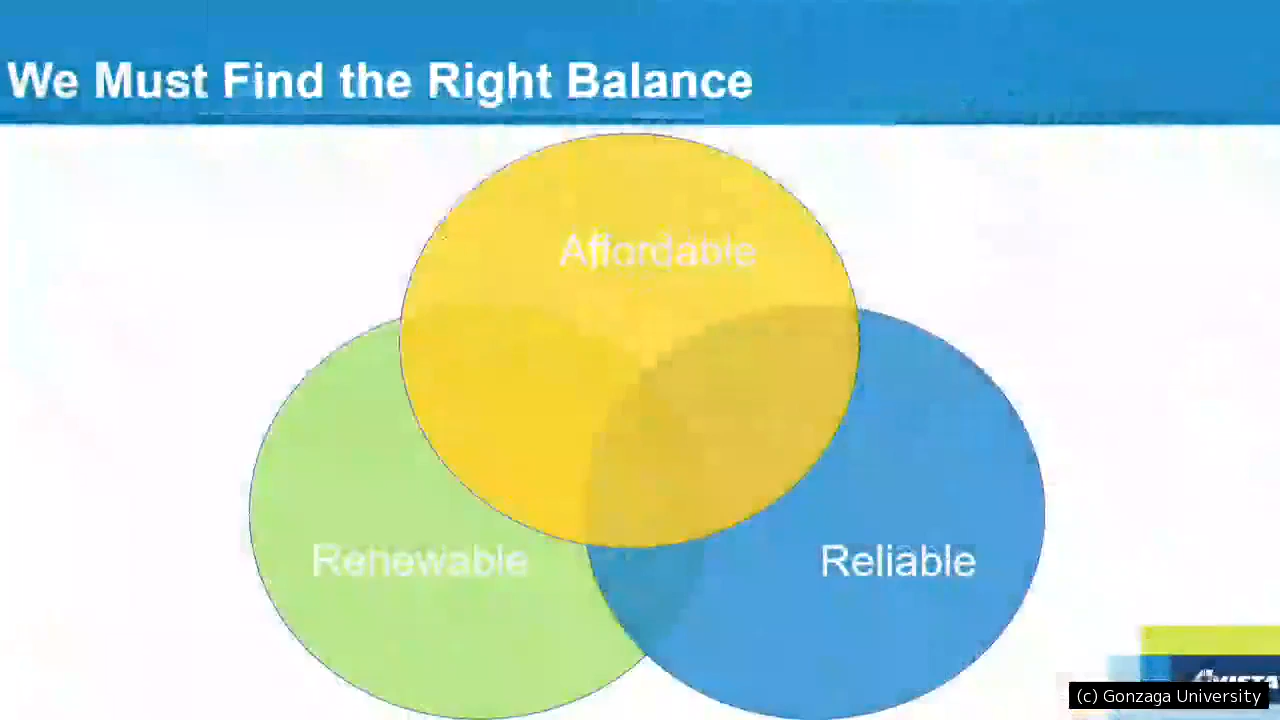 We Must Find the Right Balance
Affordable
Renewable
Reliable
(c) Gonzaga University